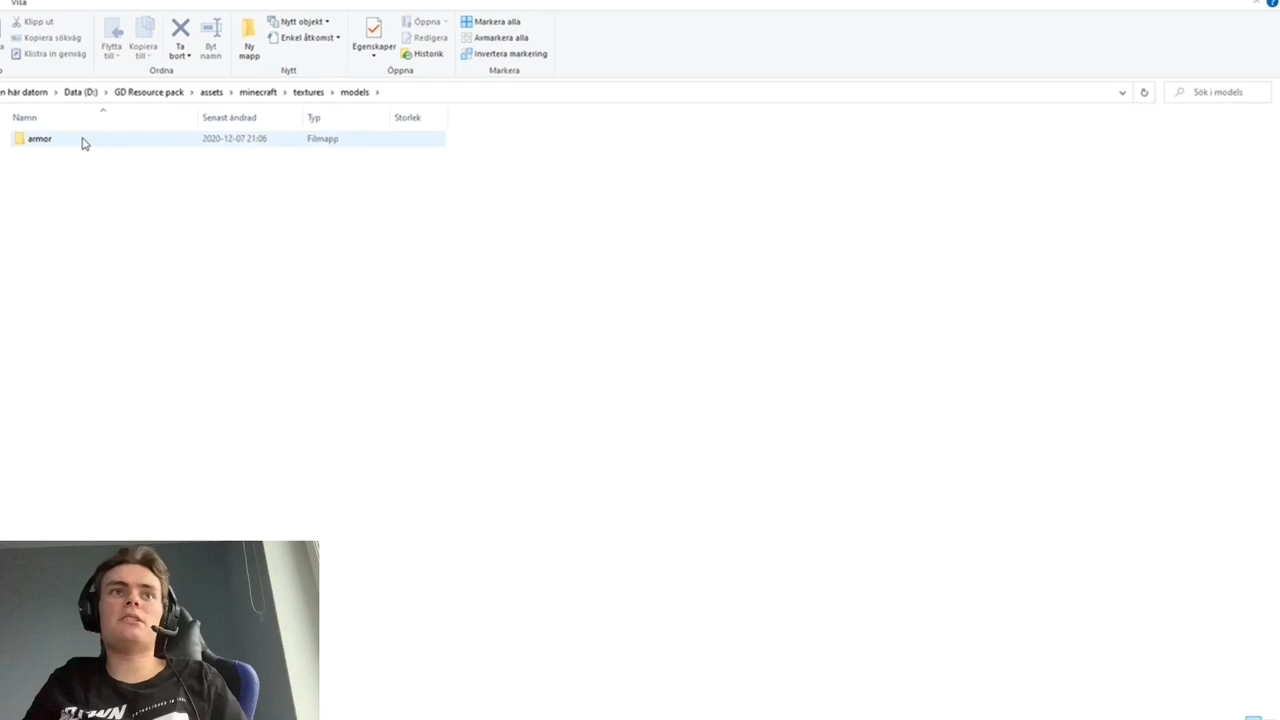 Visa
Klipp ut
Kopiera sökväg
Klistra in genväg
Flytta till
Kopiera till
Ta bort
Byt namn
Ordna
Ny mapp
Nytt objekt
Enkel åtkomst
Nytt
Egenskaper
Öppna
Redigera
Historik
Öppna
Markera alla
Avmarkera alla
Invertera markering
Markera
en här datorn > Data (D:) > GD Resource pack > assets > minecraft > textures > models >
Sök i models
Namn Senast ändrad Typ Storlek
armor 2020-12-07 21:06 Filmapp